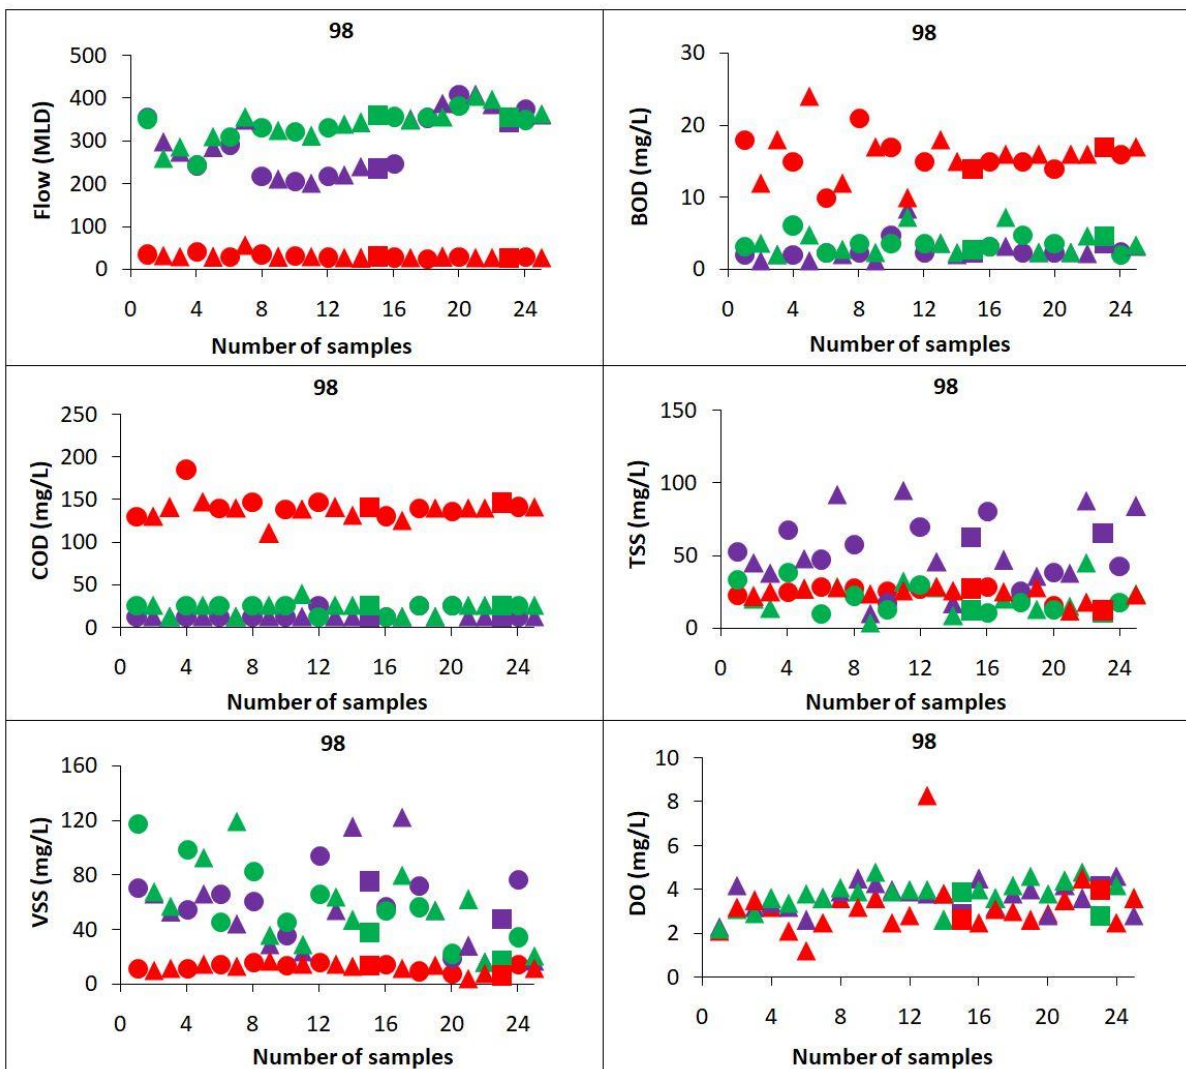 98
98
500
400
300
200
100
0
Flow (MLD)
0 4 8 12 16 20 24
Number of samples
30
20
10
0
BOD (mg/L)
0 4 8 12 16 20 24
Number of samples
98
98
250
200
150
100
50
0
COD (mg/L)
0 4 8 12 16 20 24
Number of samples
150
100
50
0
TSS (mg/L)
0 4 8 12 16 20 24
Number of samples
98
98
160
120
80
40
0
VSS (mg/L)
0 4 8 12 16 20 24
Number of samples
10
8
6
4
2
0
DO (mg/L)
0 4 8 12 16 20 24
Number of samples